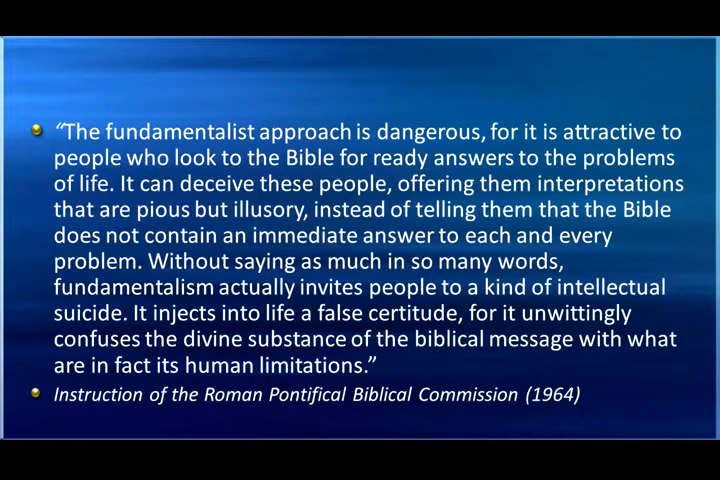 “The fundamentalist approach is dangerous, for it is attractive to
people who look to the Bible for ready answers to the problems
of life. It can deceive these people, offering them interpretations
that are pious but illusory, instead of telling them that the Bible
does not contain an immediate answer to each and every
problem. Without saying as much in so many words,
fundamentalism actually invites people to a kind of intellectual
suicide. It injects into life a false certitude, for it unwittingly
confuses the divine substance of the biblical message with what
are in fact its human limitations.”
Instruction of the Roman Pontifical Biblical Commission (1964)